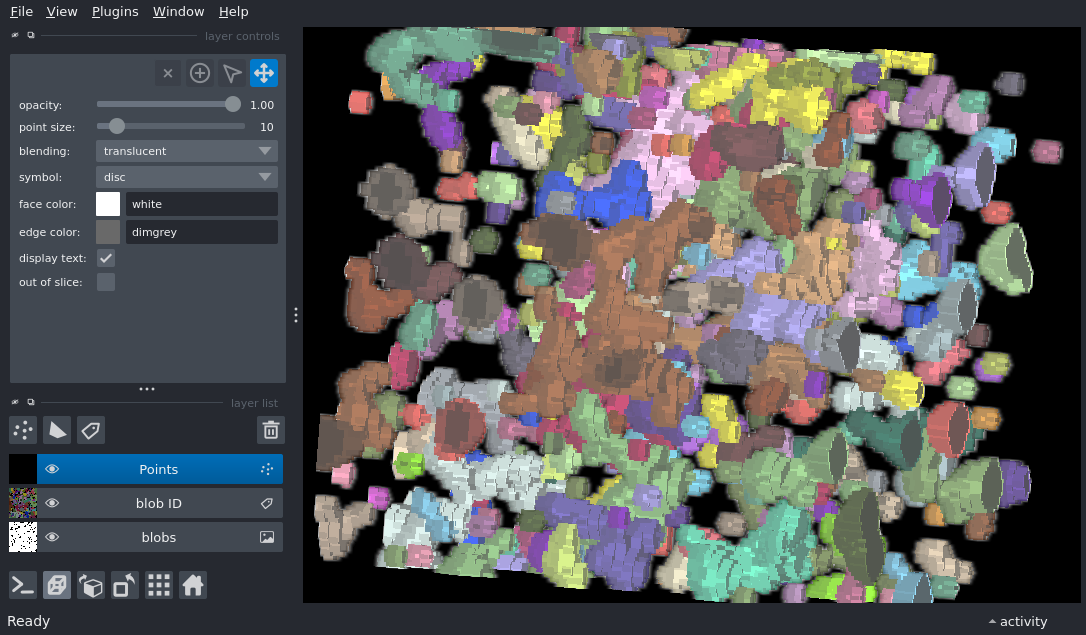 File View Plugins Window Help
layer controls
opacity: 1.00
point size: 10
blending: translucent
symbol: disc
face color: white
edge color: dimgrey
display text:
out of slice:
layer list
Points
blob ID
blobs
Ready
activity